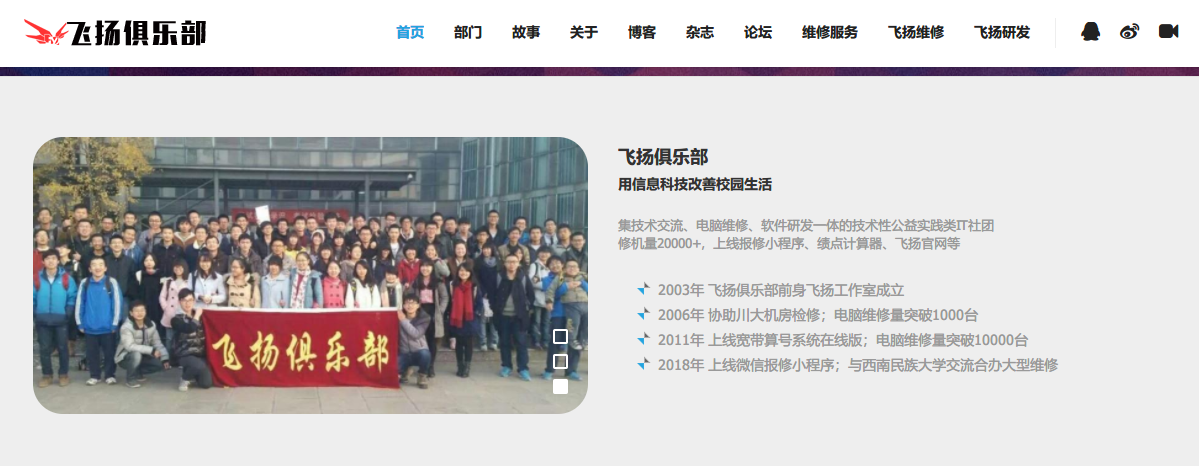 飞扬俱乐部
首页 部门 故事 关于 博客 杂志 论坛 维修服务 飞扬维修 飞扬研发
飞扬俱乐部
用信息科技改善校园生活
集技术交流、电脑维修、软件研发一体的技术性公益实践类IT社团
修机量20000+，上线报修小程序、绩点计算器、飞扬官网等
2003年 飞扬俱乐部前身飞扬工作室成立
2006年 协助川大机房检修；电脑维修量突破1000台
2011年 上线宽带算号系统在线版；电脑维修量突破10000台
2018年 上线微信报修小程序；与西南民族大学交流合办大型维修
飞扬俱乐部